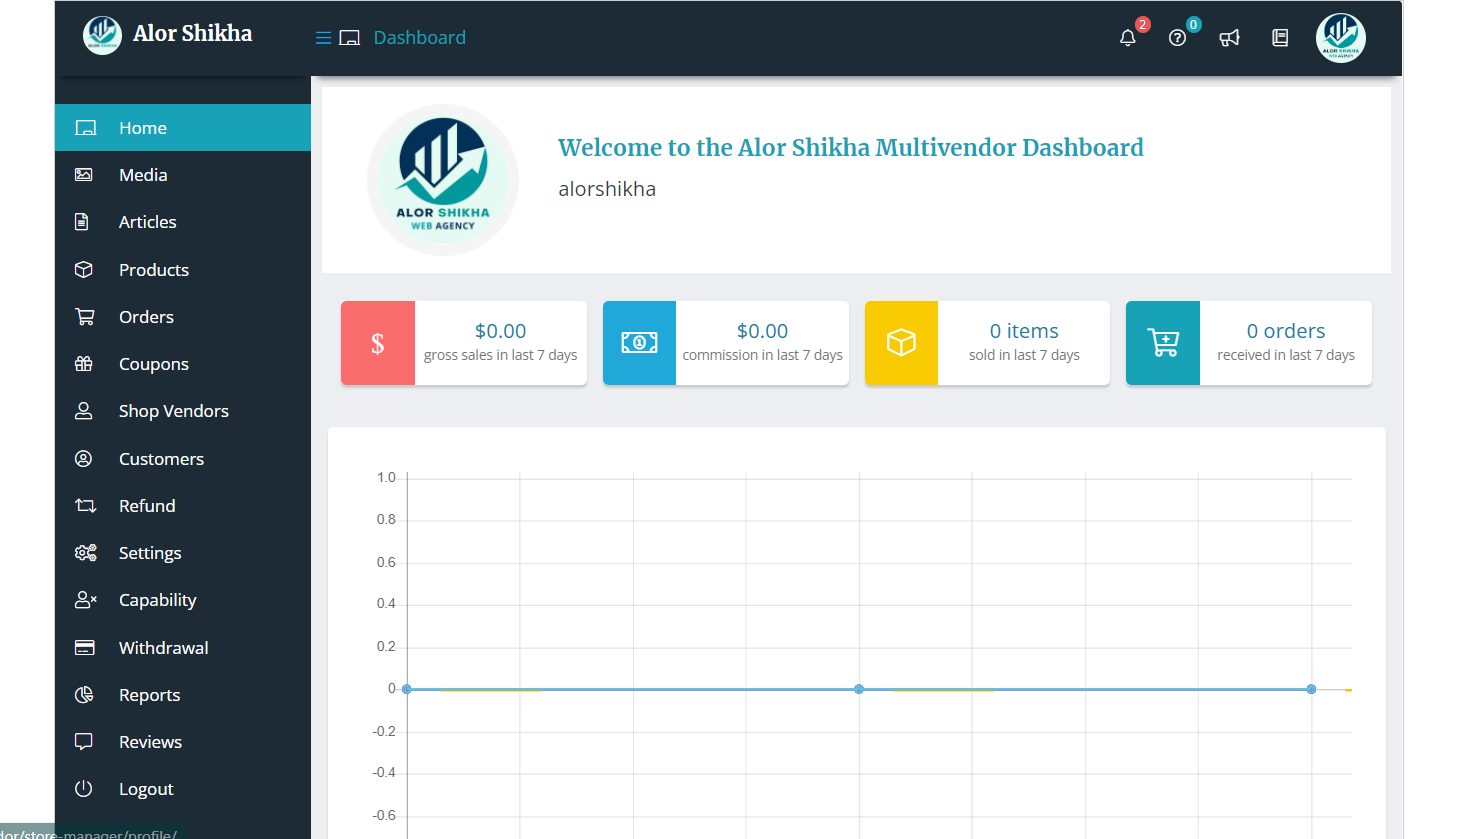 Alor Shikha
Dashboard
2
0
Home
Media
Articles
Products
Orders
Coupons
Shop Vendors
Customers
Refund
Settings
Capability
Withdrawal
Reports
Reviews
Logout
ALOR SHIKHA
WEB AGENCY
Welcome to the Alor Shikha Multivendor Dashboard
alorshikha
$0.00
gross sales in last 7 days
$0.00
commission in last 7 days
0 items
sold in last 7 days
0 orders
received in last 7 days
1.0
0.8
0.6
0.4
0.2
0
-0.2
-0.4
-0.6
dor/store-manager/profile/